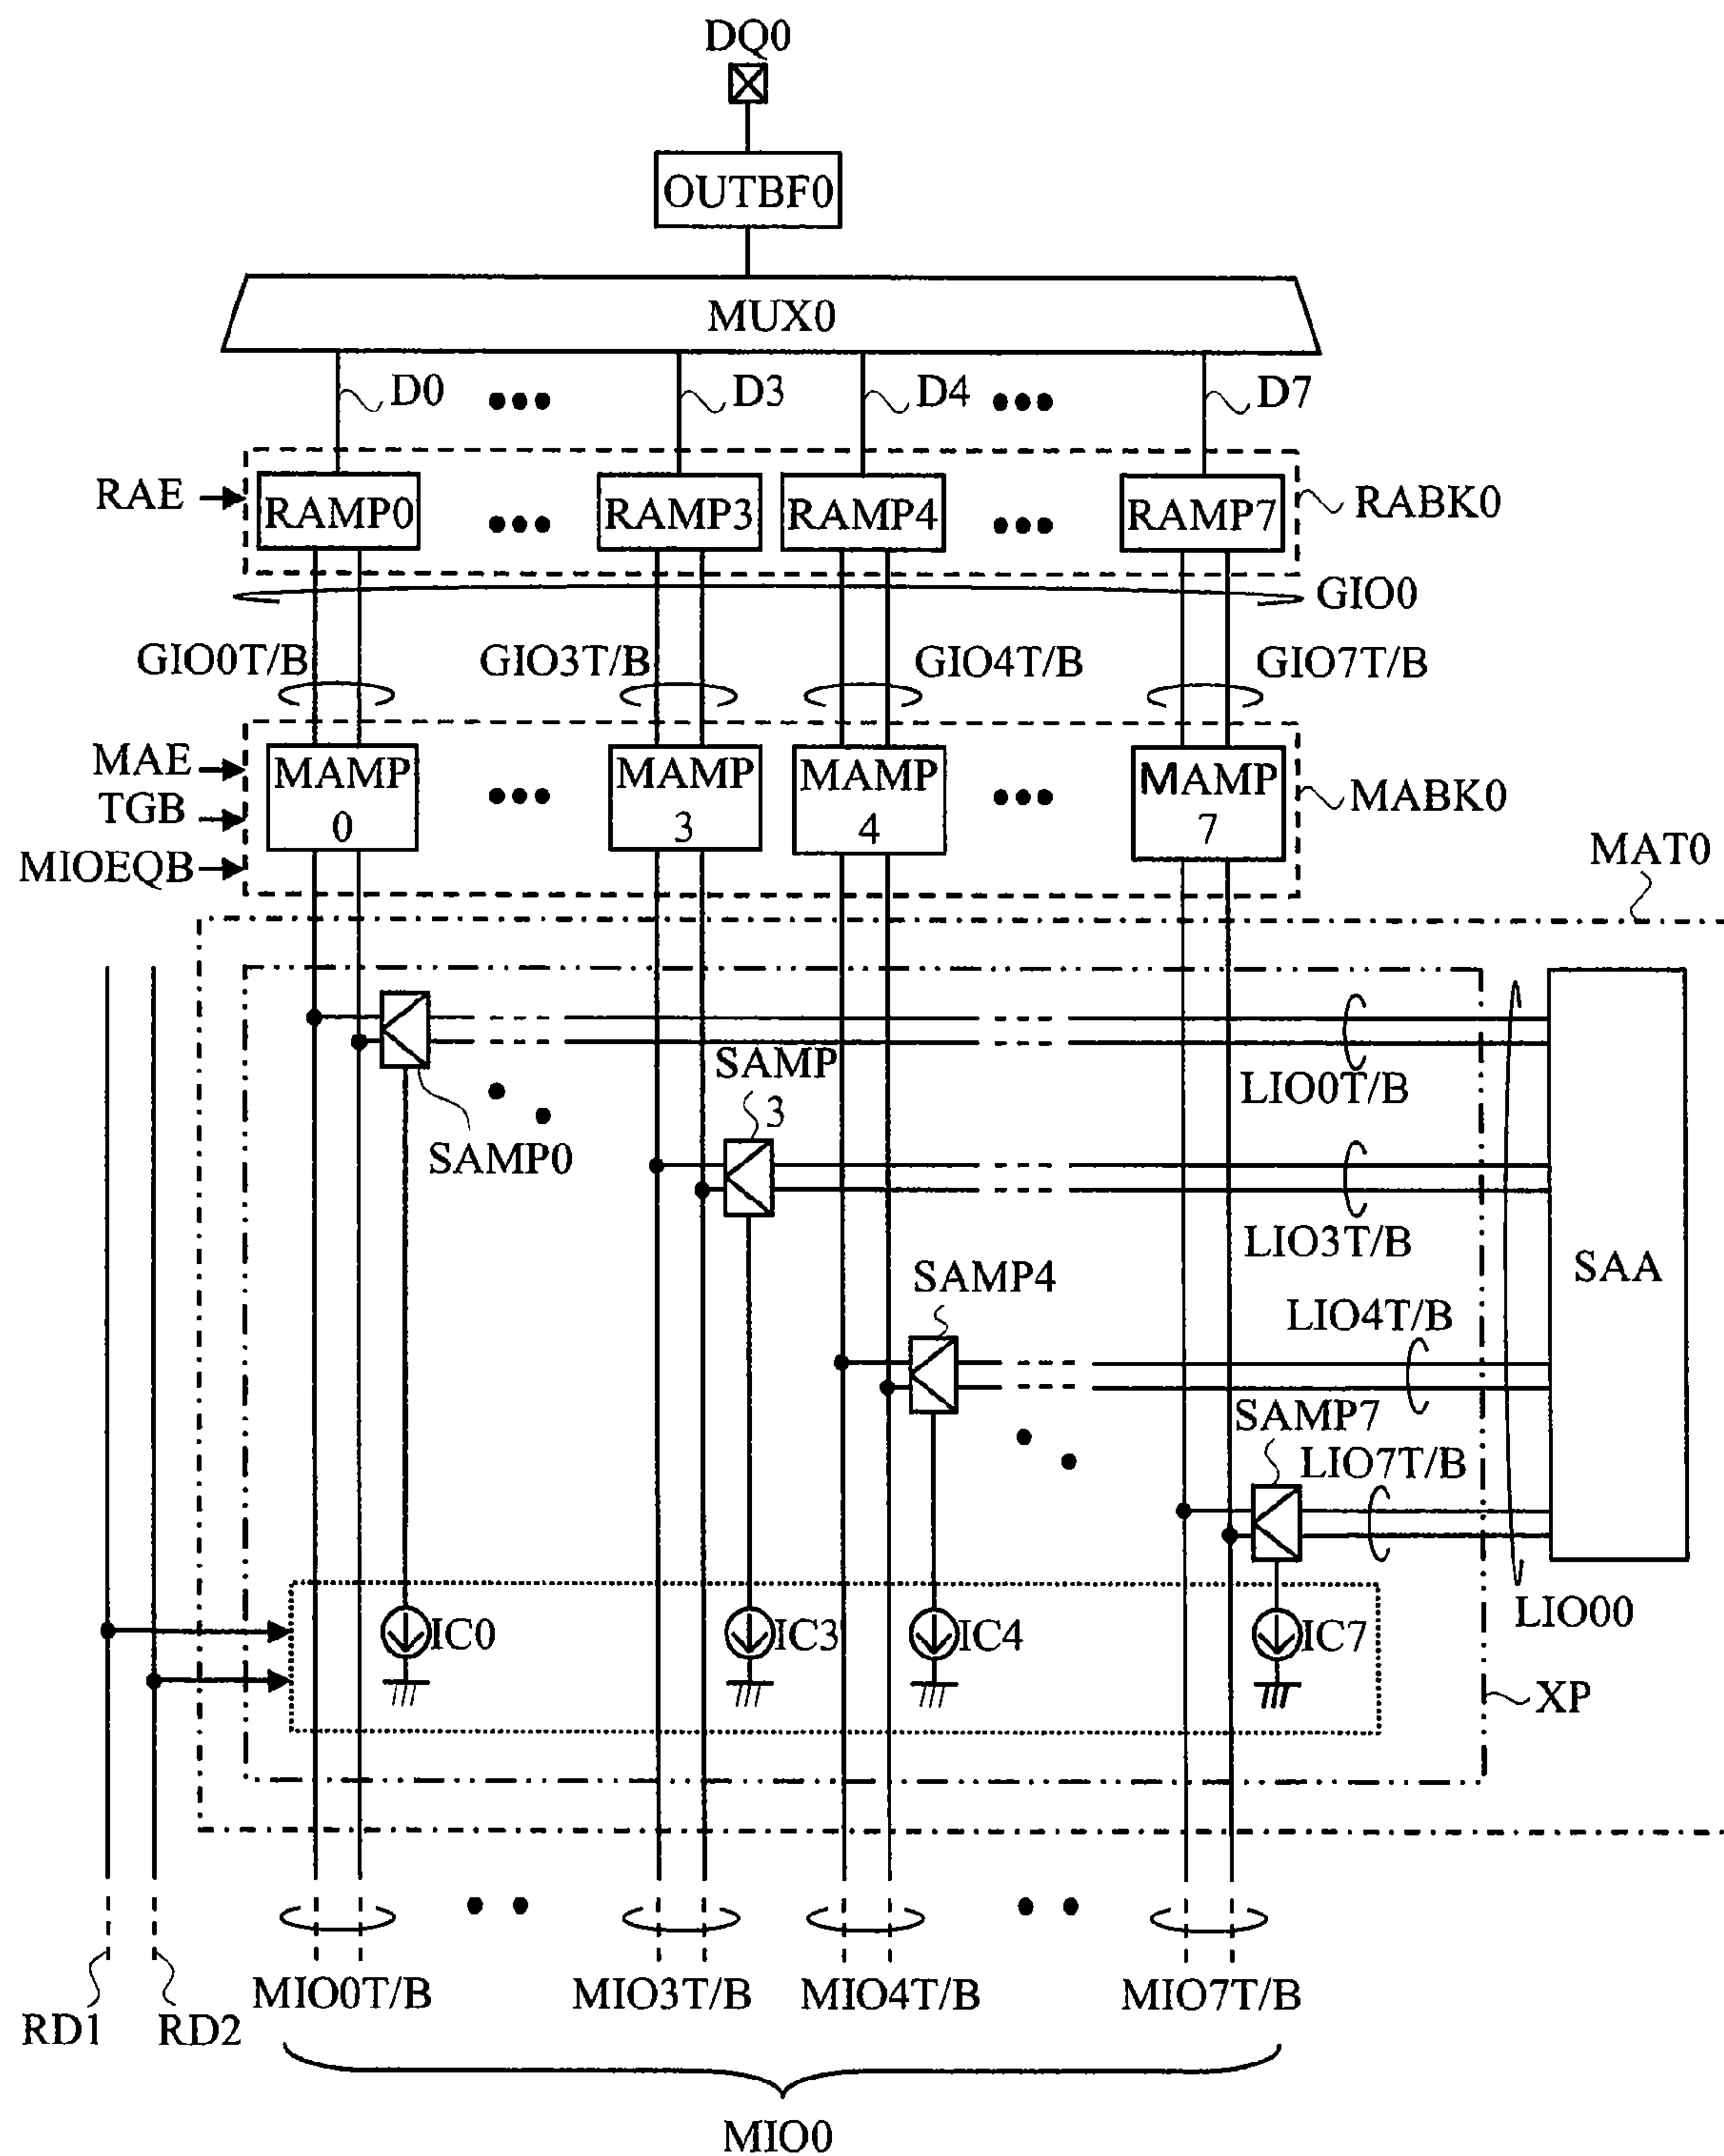 DQ0
OUTBF0
MUX0
D0
D3
D4
D7
RAE
RAMP0
RAMP3
RAMP4
RAMP7
RABK0
GIO0
GIO0T/B
GIO3T/B
GIO4T/B
GIO7T/B
MAE
TGB
MIOEQB
MAMP
0
MAMP
3
MAMP
4
MAMP
7
MABK0
MAT0
SAMP0
SAMP
3
LIO0T/B
LIO3T/B
SAMP4
LIO4T/B
SAA
SAMP7
LIO7T/B
LIO00
IC0
IC3
IC4
IC7
XP
RD1
RD2
MIO0T/B
MIO3T/B
MIO4T/B
MIO7T/B
MIO0